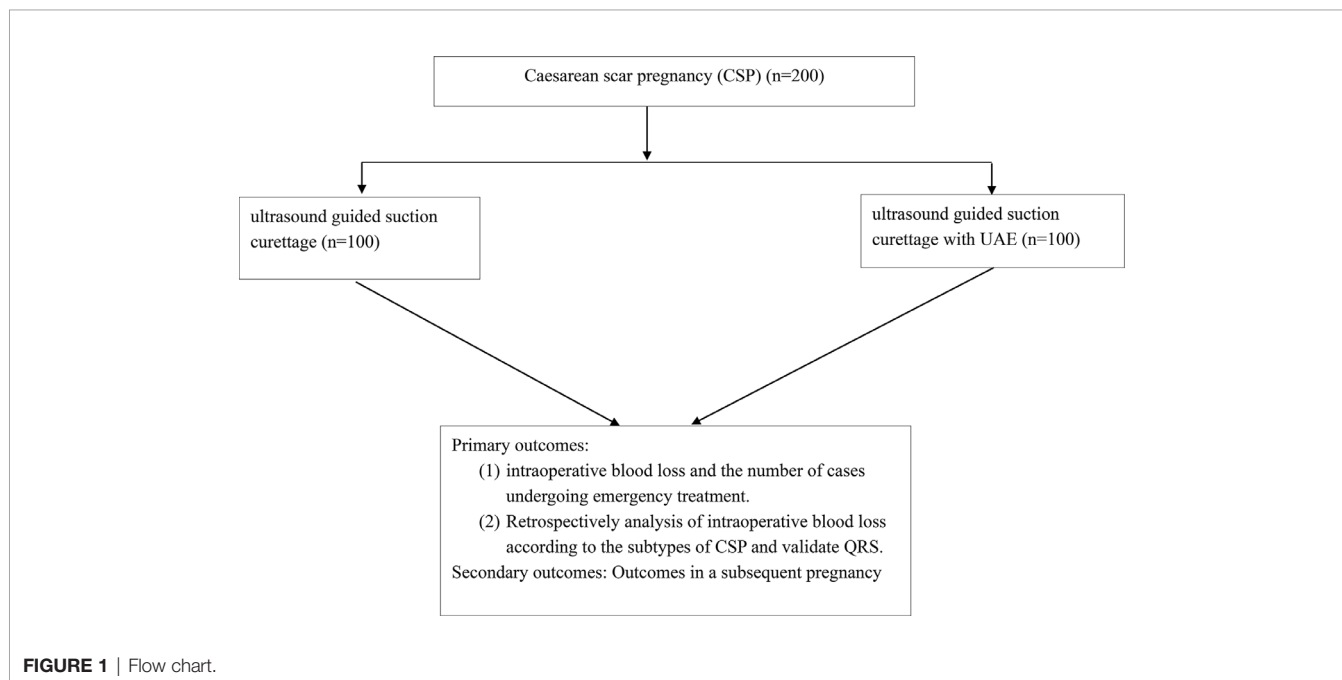 Caesarean scar pregnancy (CSP) (n=200)
ultrasound guided suction
curettage (n=100)
ultrasound guided suction
curettage with UAE (n=100)
Primary outcomes:
(1) intraoperative blood loss and the number of cases
undergoing emergency treatment.
(2) Retrospectively analysis of intraoperative blood loss
according to the subtypes of CSP and validate QRS.
Secondary outcomes: Outcomes in a subsequent pregnancy
FIGURE 1 | Flow chart.